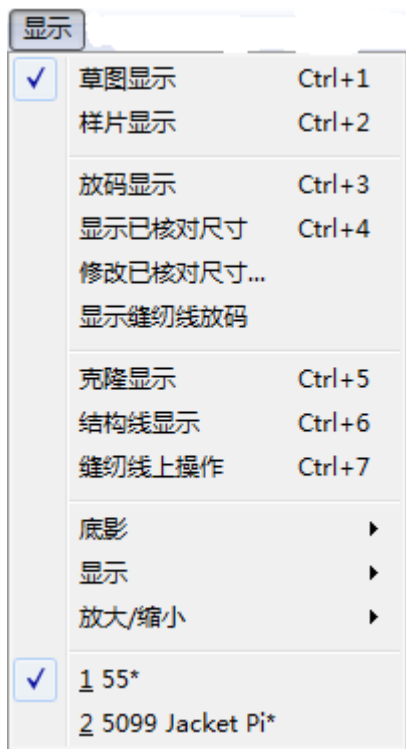 显示
草图显示 Ctrl+1
样片显示 Ctrl+2
放码显示 Ctrl+3
显示已核对尺寸 Ctrl+4
修改已核对尺寸...
显示缝纫线放码
克隆显示 Ctrl+5
结构线显示 Ctrl+6
缝纫线上操作 Ctrl+7
底影
显示
放大/缩小
1 55*
2 5099 Jacket Pi*